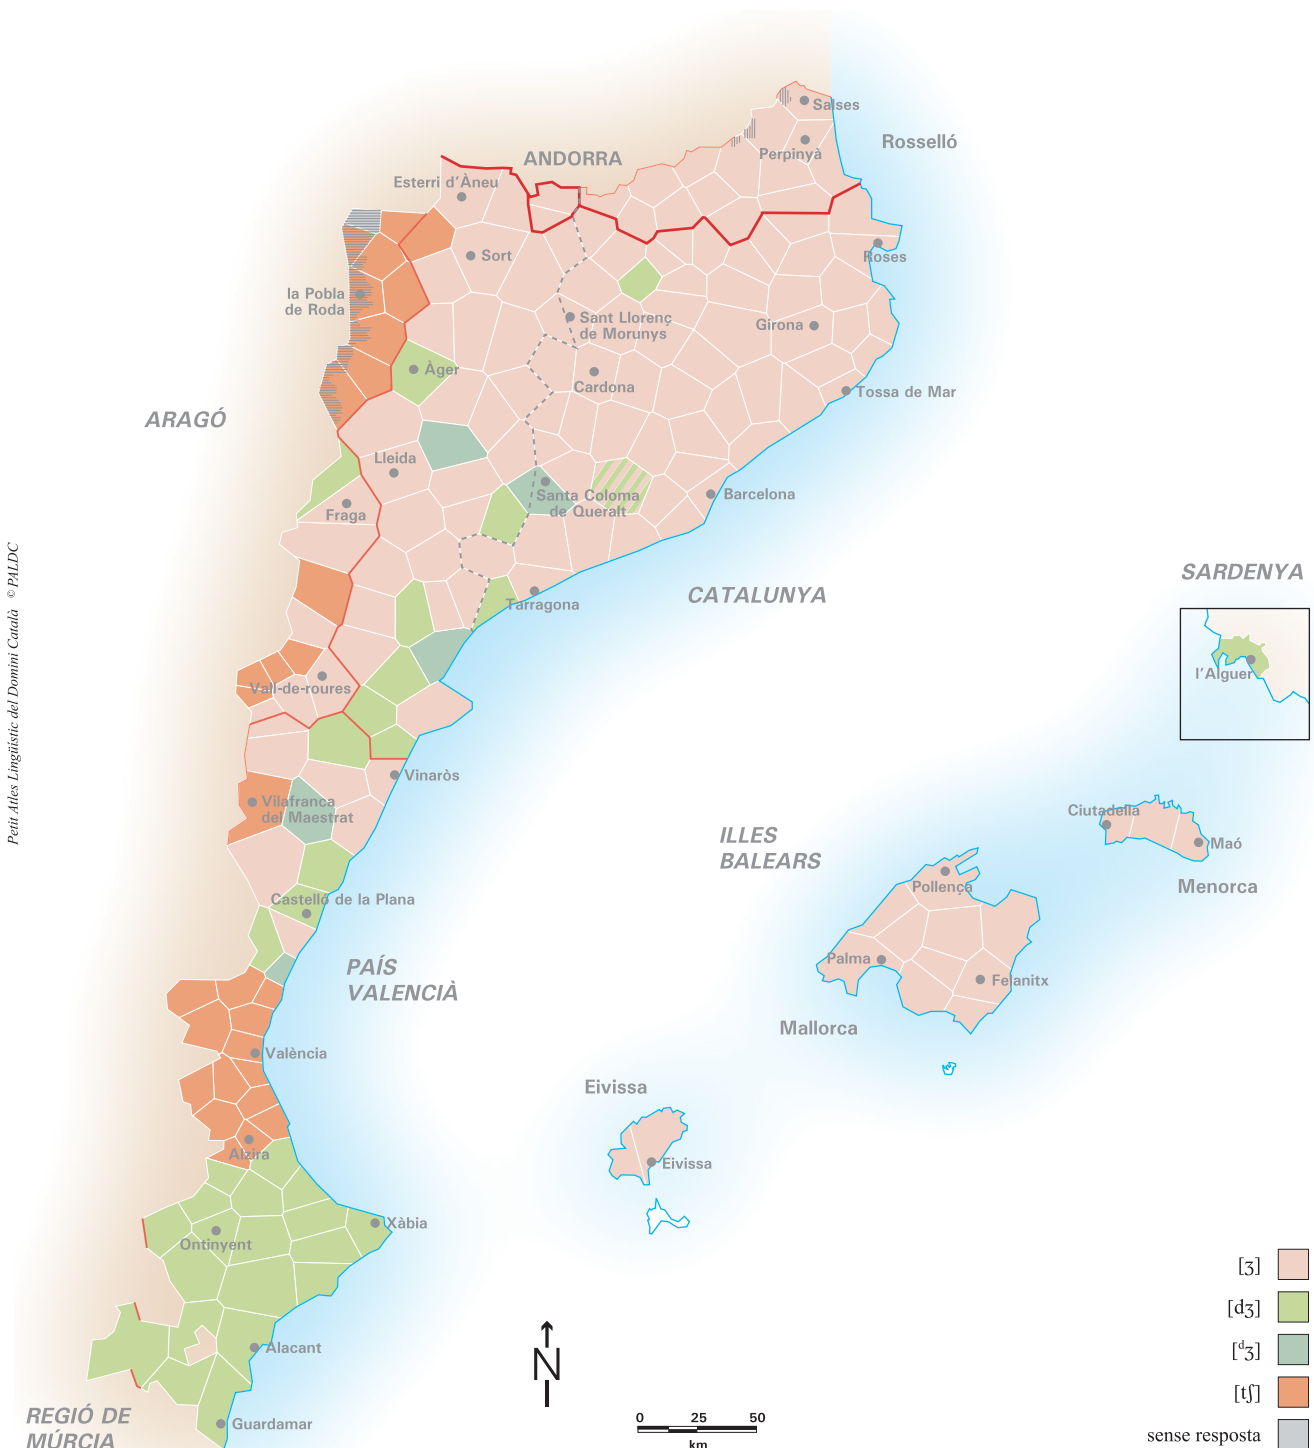 Salses
Rosselló
Perpinyà
ANDORRA
Esterri d'Àneu
Sort
Roses
la Pobla
de Roda
Sant Llorenç
de Morunys
Girona
Àger
Cardona
Tossa de Mar
ARAGÓ
Lleida
Santa Coloma
de Queralt
Barcelona
Fraga
Petit Atles Lingüístic del Domini Català © PALDC
SARDENYA
CATALUNYA
Tarragona
l'Alguer
Vall-de-roures
Vinaròs
Vilafranca
del Maestrat
ILLES
BALEARS
Ciutadella
Maó
Menorca
Pollença
Castelló de la Plana
PAÍS
VALENCIÀ
Palma
Felanitx
Mallorca
València
Eivissa
Alzira
Eivissa
Xàbia
Ontinyent
Alacant
Guardamar
REGIÓ DE
MÚRCIA
N
0 25 50
km
[ʒ]
[dʒ]
[ᵈʒ]
[tʃ]
sense resposta